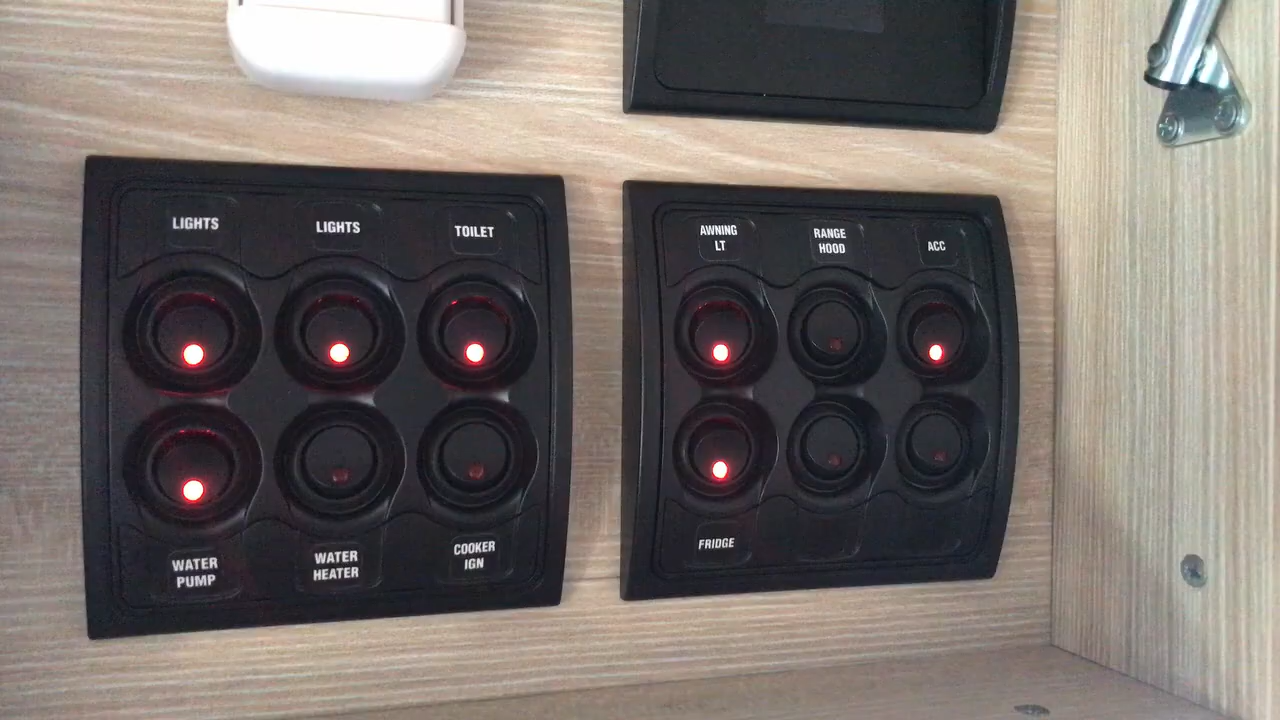 LIGHTS
LIGHTS
TOILET
WATER
PUMP
WATER
HEATER
COOKER
IGN
AWNING
LT
RANGE
HOOD
ACC
FRIDGE